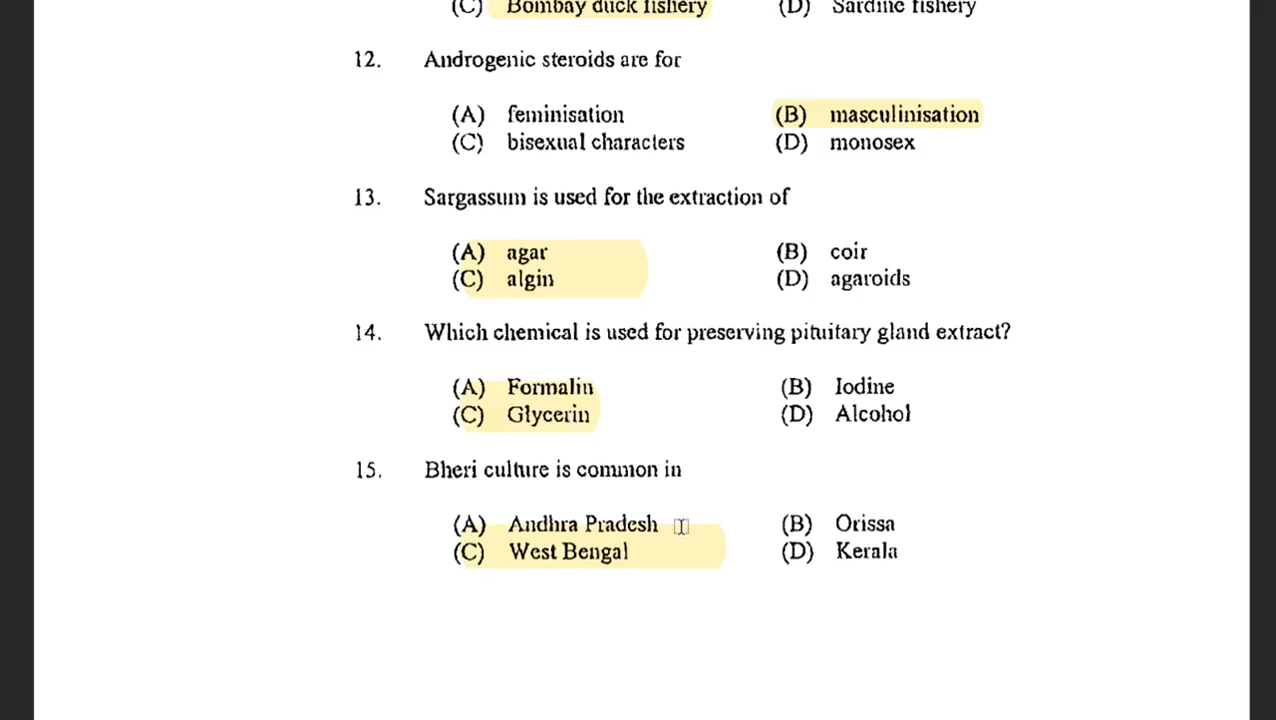 (C) Bombay duck fishery (D) Sardine fishery
12. Androgenic steroids are for
(A) feminisation (B) masculinisation
(C) bisexual characters (D) monosex
13. Sargassum is used for the extraction of
(A) agar (B) coir
(C) algin (D) agaroids
14. Which chemical is used for preserving pituitary gland extract?
(A) Formalin (B) Iodine
(C) Glycerin (D) Alcohol
15. Bheri culture is common in
(A) Andhra Pradesh (B) Orissa
(C) West Bengal (D) Kerala